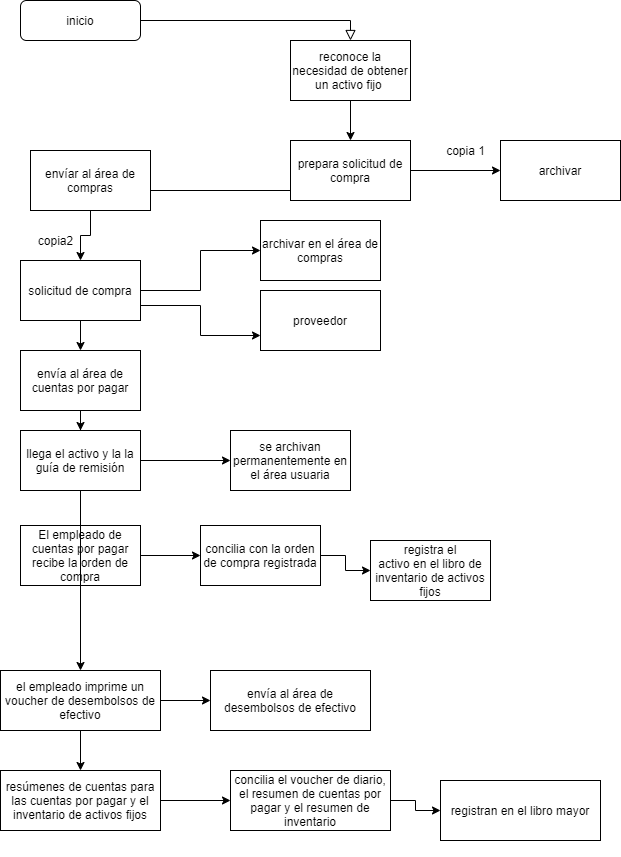 inicio
reconoce la
necesidad de obtener
un activo fijo
prepara solicitud de
compra
copia 1
archivar
envíar al área de
compras
copia2
archivar en el área de
compras
solicitud de compra
proveedor
envía al área de
cuentas por pagar
llega el activo y la la
guía de remisión
se archivan
permanentemente en
el área usuaria
El empleado de
cuentas por pagar
recibe la orden de
compra
concilia con la orden
de compra registrada
registra el
activo en el libro de
inventario de activos
fijos
el empleado imprime un
voucher de desembolsos de
efectivo
envía al área de
desembolsos de efectivo
resúmenes de cuentas para
las cuentas por pagar y el
inventario de activos fijos
concilia el voucher de diario,
el resumen de cuentas por
pagar y el resumen de
inventario
registran en el libro mayor